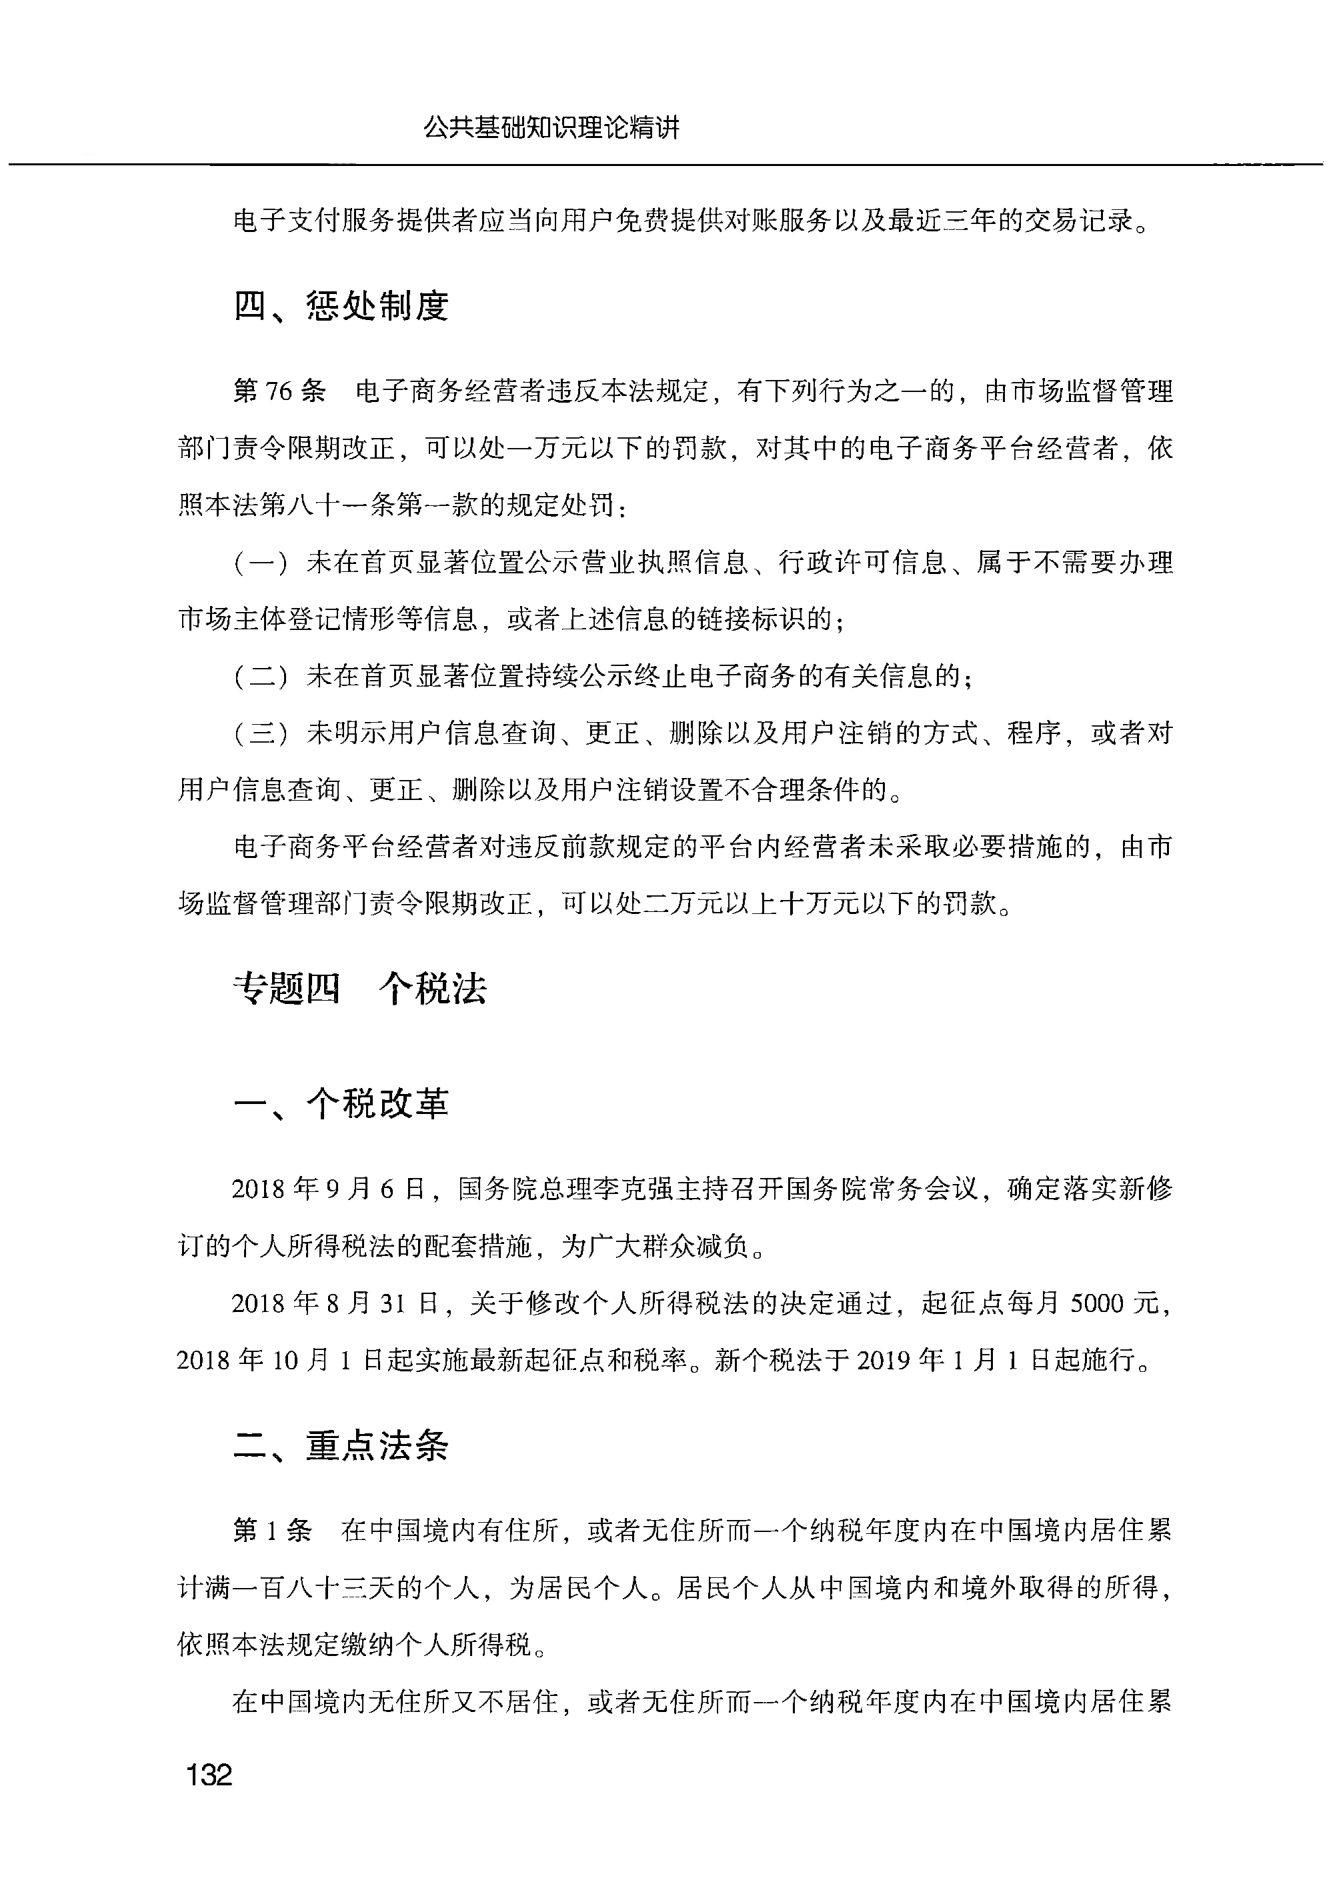 公共基础知识理论精讲
电子支付服务提供者应当向用户免费提供对账服务以及最近三年的交易记录。
四、惩处制度
第 76 条　电子商务经营者违反本法规定，有下列行为之一的，由市场监督管理
部门责令限期改正，可以处一万元以下的罚款，对其中的电子商务平台经营者，依
照本法第八十一条第一款的规定处罚：
（一）未在首页显著位置公示营业执照信息、行政许可信息、属于不需要办理
市场主体登记情形等信息，或者上述信息的链接标识的；
（二）未在首页显著位置持续公示终止电子商务的有关信息的；
（三）未明示用户信息查询、更正、删除以及用户注销的方式、程序，或者对
用户信息查询、更正、删除以及用户注销设置不合理条件的。
电子商务平台经营者对违反前款规定的平台内经营者未采取必要措施的，由市
场监督管理部门责令限期改正，可以处二万元以上十万元以下的罚款。
专题四　个税法
一、个税改革
2018 年 9 月 6 日，国务院总理李克强主持召开国务院常务会议，确定落实新修
订的个人所得税法的配套措施，为广大群众减负。
2018 年 8 月 31 日，关于修改个人所得税法的决定通过，起征点每月 5000 元，
2018 年 10 月 1 日起实施最新起征点和税率。新个税法于 2019 年 1 月 1 日起施行。
二、重点法条
第 1 条　在中国境内有住所，或者无住所而一个纳税年度内在中国境内居住累
计满一百八十三天的个人，为居民个人。居民个人从中国境内和境外取得的所得，
依照本法规定缴纳个人所得税。
在中国境内无住所又不居住，或者无住所而一个纳税年度内在中国境内居住累
132